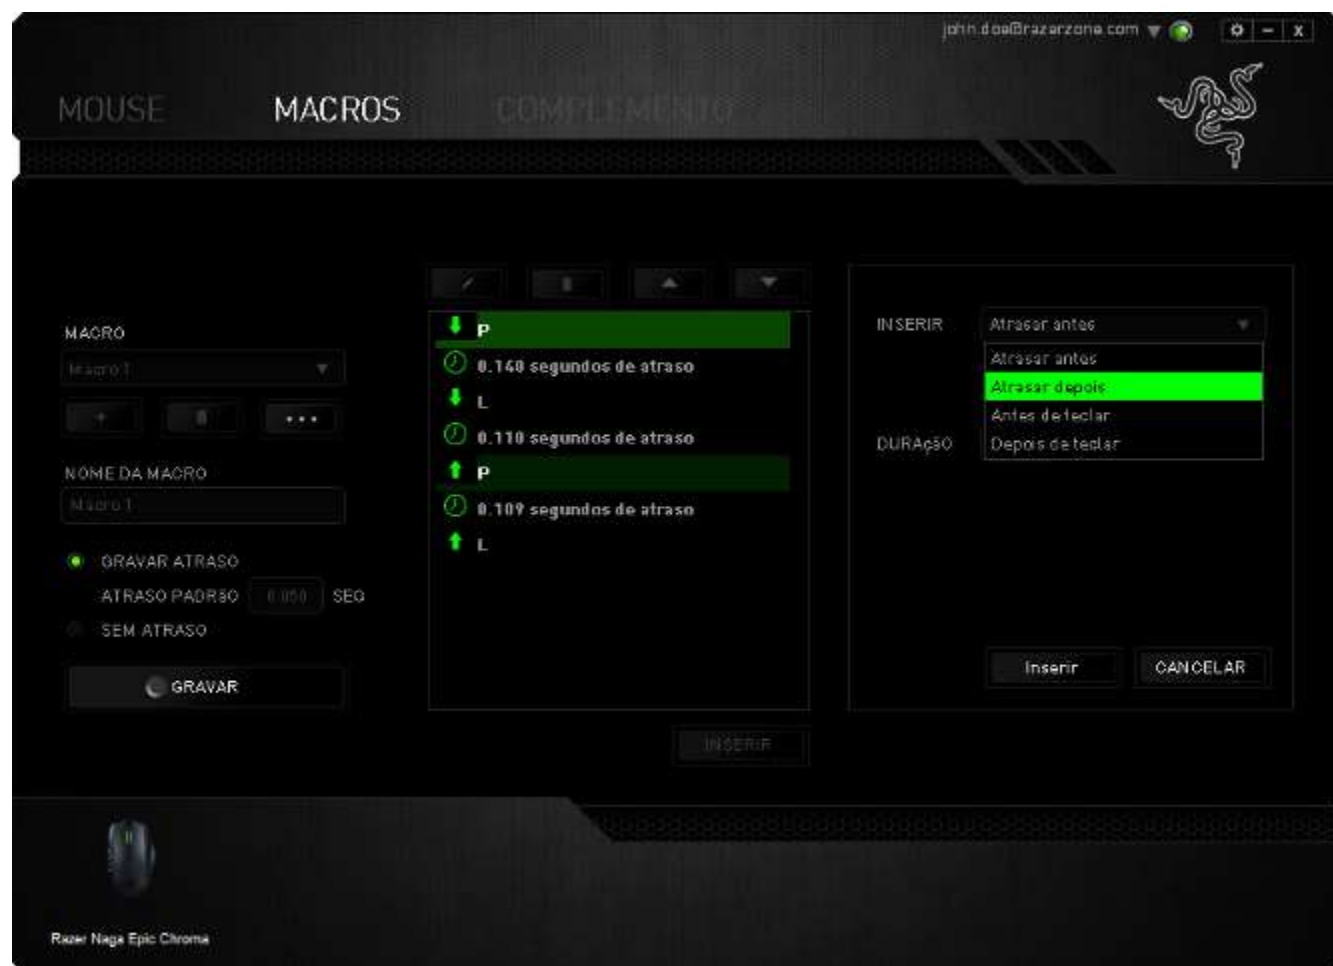 john.doe@razerzone.com
MOUSE
MACROS
COMPLEMENTO
MACRO
Macro 1
NOME DA MACRO
Macro 1
GRAVAR ATRASO
ATRASO PADRãO 0.050 SEG
SEM ATRASO
GRAVAR
P
0.140 segundos de atraso
L
0.110 segundos de atraso
P
0.109 segundos de atraso
L
INSERIR
INSERIR Atrasar antes
Atrasar antes
Atrasar depois
Antes de teclar
DURAçãO
Depois de teclar
Inserir
CANCELAR
Razer Naga Epic Chroma